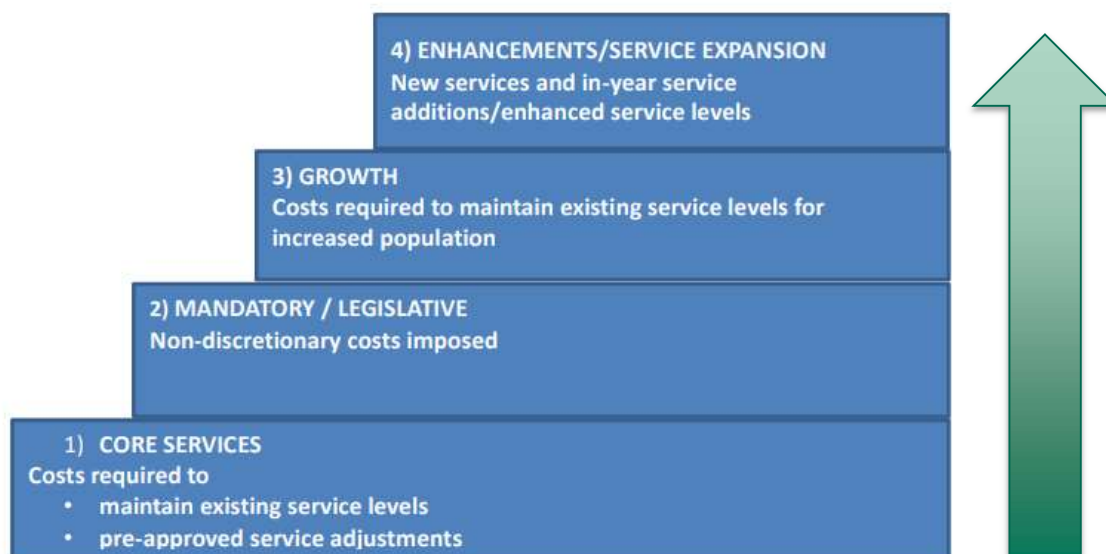 4) ENHANCEMENTS/SERVICE EXPANSION
New services and in-year service
additions/enhanced service levels
3) GROWTH
Costs required to maintain existing service levels for
increased population
2) MANDATORY / LEGISLATIVE
Non-discretionary costs imposed
1) CORE SERVICES
Costs required to
• maintain existing service levels
• pre-approved service adjustments